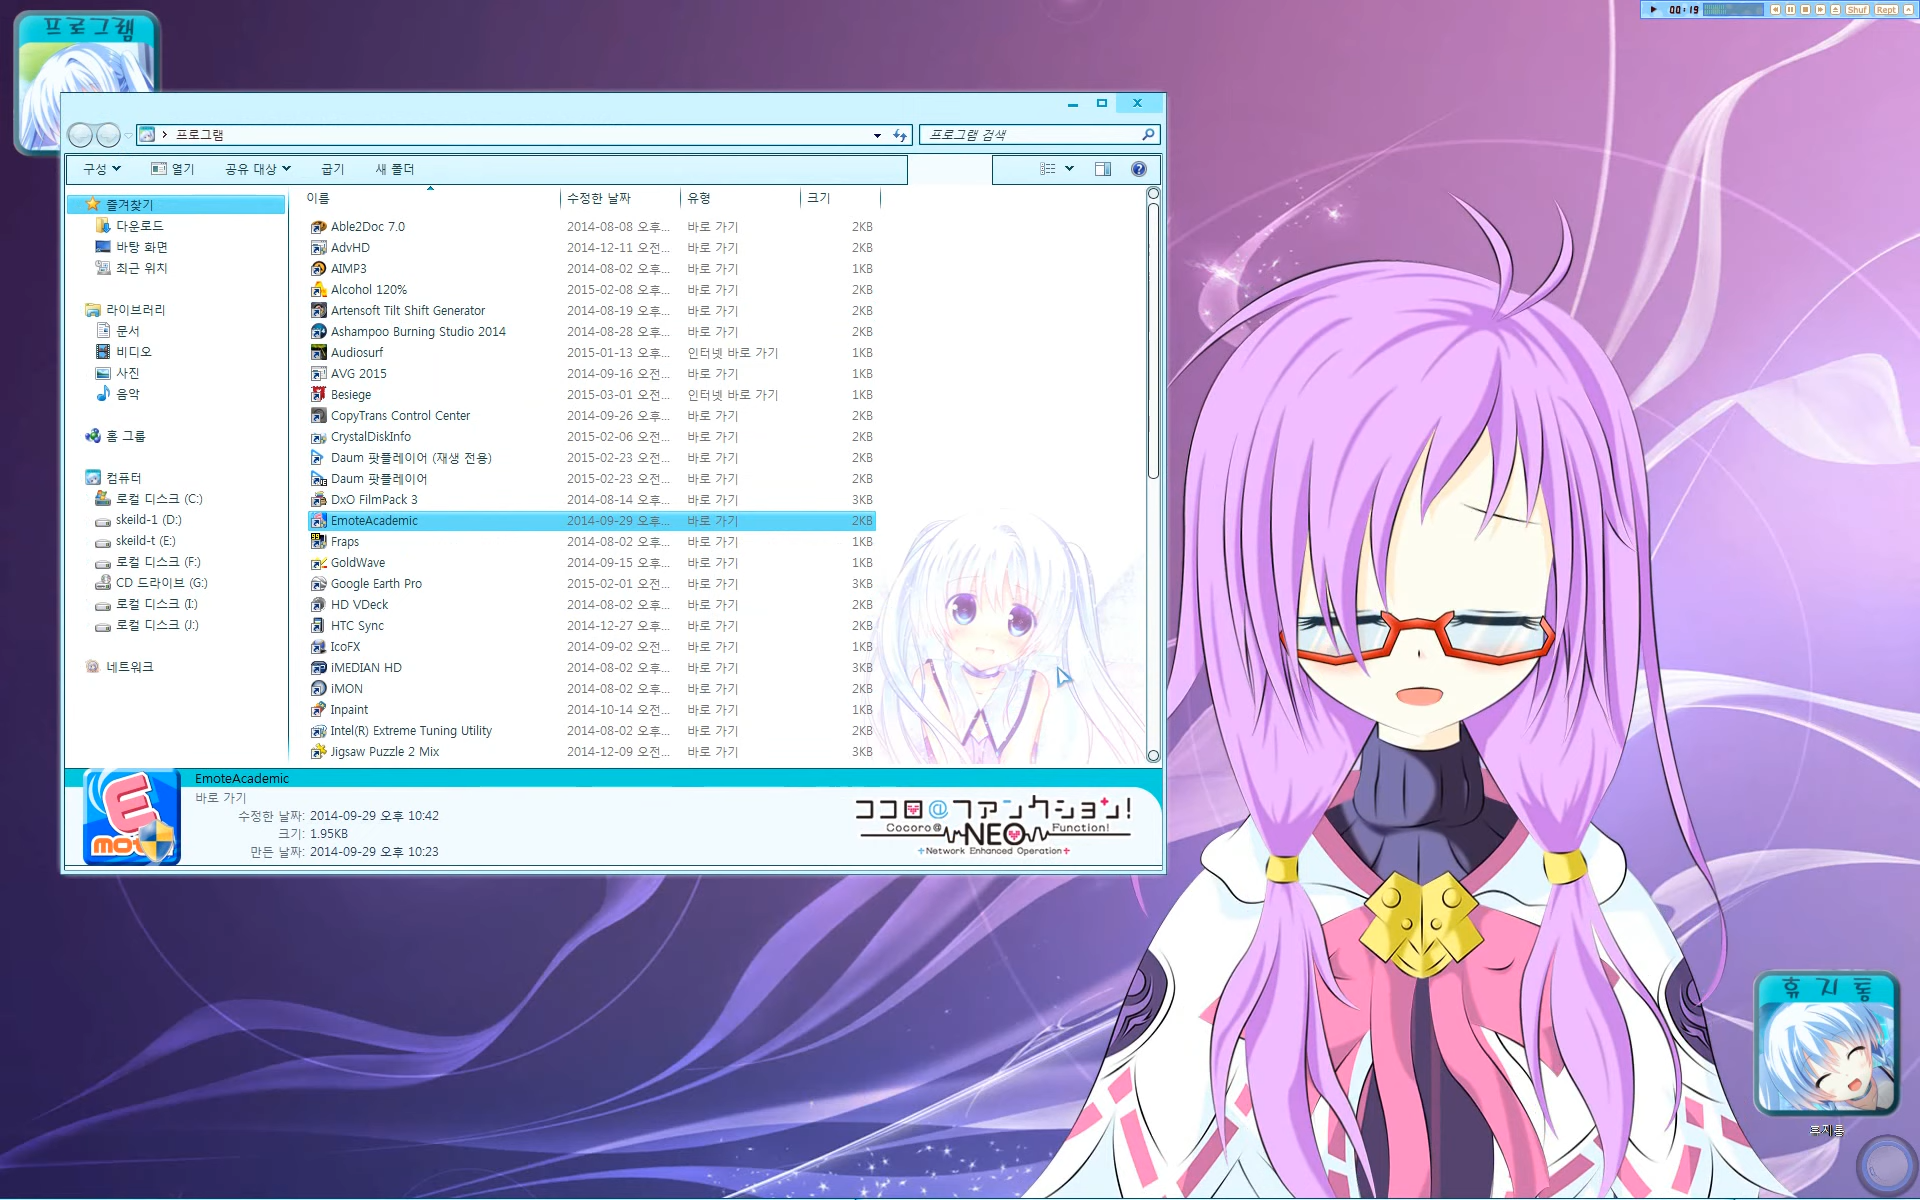 프로그램
00:19
Shuf
Rept
프로그램
프로그램 검색
구성
열기
공유 대상
굽기
새 폴더
즐겨찾기
다운로드
바탕 화면
최근 위치
라이브러리
문서
비디오
사진
음악
홈 그룹
컴퓨터
로컬 디스크 (C:)
skeild-1 (D:)
skeild-t (E:)
로컬 디스크 (F:)
CD ドライブ (G:)
로컬 디스크 (I:)
로컬 디스크 (J:)
네트워크
이름 수정한 날짜 유형 크기
Able2Doc 7.0 2014-08-08 오후... 바로 가기 2KB
AdvHD 2014-12-11 오전... 바로 가기 2KB
AIMP3 2014-08-02 오후... 바로 가기 1KB
Alcohol 120% 2015-02-08 오후... 바로 가기 1KB
Artensoft Tilt Shift Generator 2014-08-19 오후... 바로 가기 2KB
Ashampoo Burning Studio 2014 2014-08-28 오후... 바로 가기 2KB
Audiosurf 2015-01-13 오후... 인터넷 바로 가기 1KB
AVG 2015 2014-09-16 오전... 바로 가기 1KB
Besiege 2015-03-01 오전... 인터넷 바로 가기 1KB
CopyTrans Control Center 2014-09-26 오전... 바로 가기 2KB
CrystalDiskInfo 2015-02-06 오전... 바로 가기 2KB
Daum 팟플레이어 (재생 전용) 2015-02-23 오전... 바로 가기 2KB
Daum 팟플레이어 2015-02-23 오전... 바로 가기 2KB
DxO FilmPack 3 2014-08-14 오후... 바로 가기 3KB
EmoteAcademic 2014-09-29 오후... 바로 가기 2KB
Fraps 2014-08-02 오후... 바로 가기 1KB
GoldWave 2014-09-15 오후... 바로 가기 1KB
Google Earth Pro 2015-02-01 오전... 바로 가기 3KB
HD VDeck 2014-08-02 오후... 바로 가기 2KB
HTC Sync 2014-12-27 오후... 바로 가기 2KB
IcoFX 2014-09-02 오후... 바로 가기 1KB
iMEDIAN HD 2014-08-02 오후... 바로 가기 3KB
iMON 2014-08-02 오후... 바로 가기 2KB
Inpaint 2014-10-14 오전... 바로 가기 1KB
Intel(R) Extreme Tuning Utility 2014-08-02 오후... 바로 가기 2KB
Jigsaw Puzzle 2 Mix 2014-12-09 오전... 바로 가기 3KB
EmoteAcademic
바로 가기
수정한 날짜: 2014-09-29 오후 10:42
크기: 1.95KB
만든 날짜: 2014-09-29 오후 10:23
E
mo
ココロ@ファンクション!
Cocoro@ NEO Function!
+Network Enhanced Operation+
휴지통
휴지통